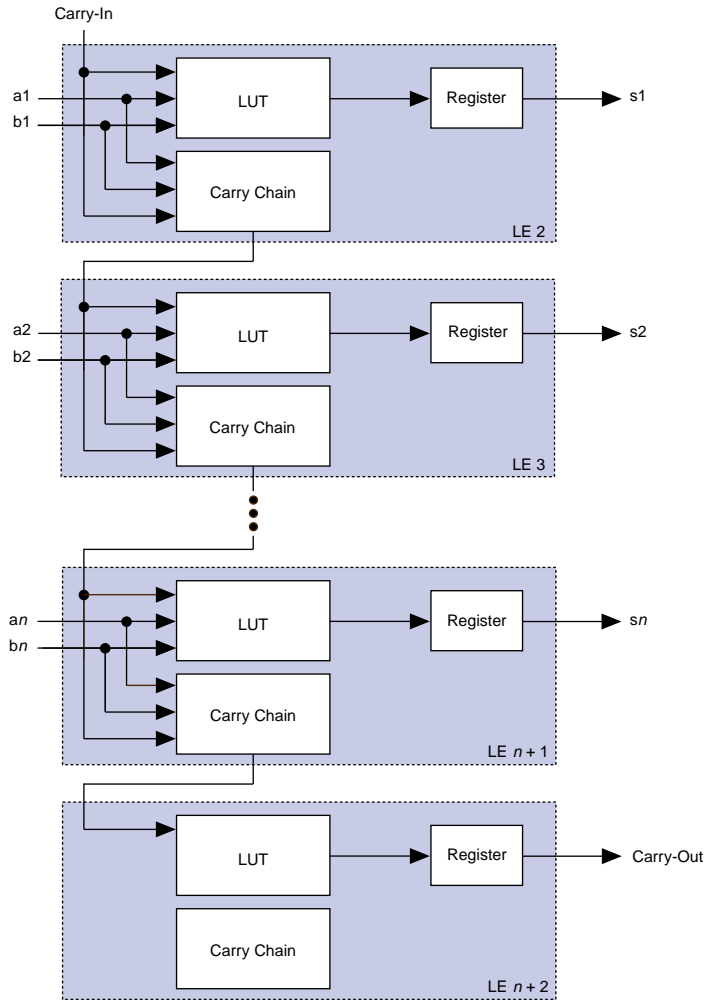 Carry-In
a1
b1
LUT
Register
s1
Carry Chain
LE 2
a2
b2
LUT
Register
s2
Carry Chain
LE 3
an
bn
LUT
Register
sn
Carry Chain
LE n + 1
LUT
Register
Carry-Out
Carry Chain
LE n + 2